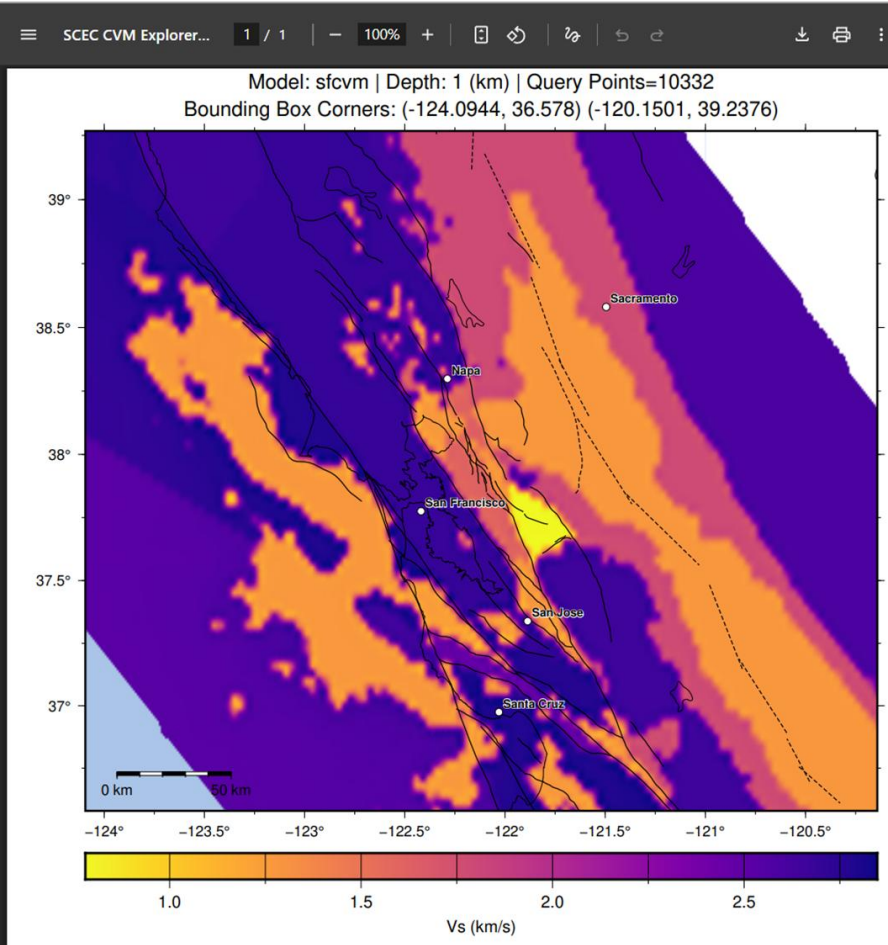 SCEC CVM Explorer... 1 / 1 100%
Model: sfcvm | Depth: 1 (km) | Query Points=10332
Bounding Box Corners: (-124.0944, 36.578) (-120.1501, 39.2376)
39°
Sacramento
38.5°
Napa
38°
San Francisco
37.5°
San Jose
37°
Santa Cruz
0 km 50 km
−124° −123.5° −123° −122.5° −122° −121.5° −121° −120.5°
1.0 1.5 2.0 2.5
Vs (km/s)